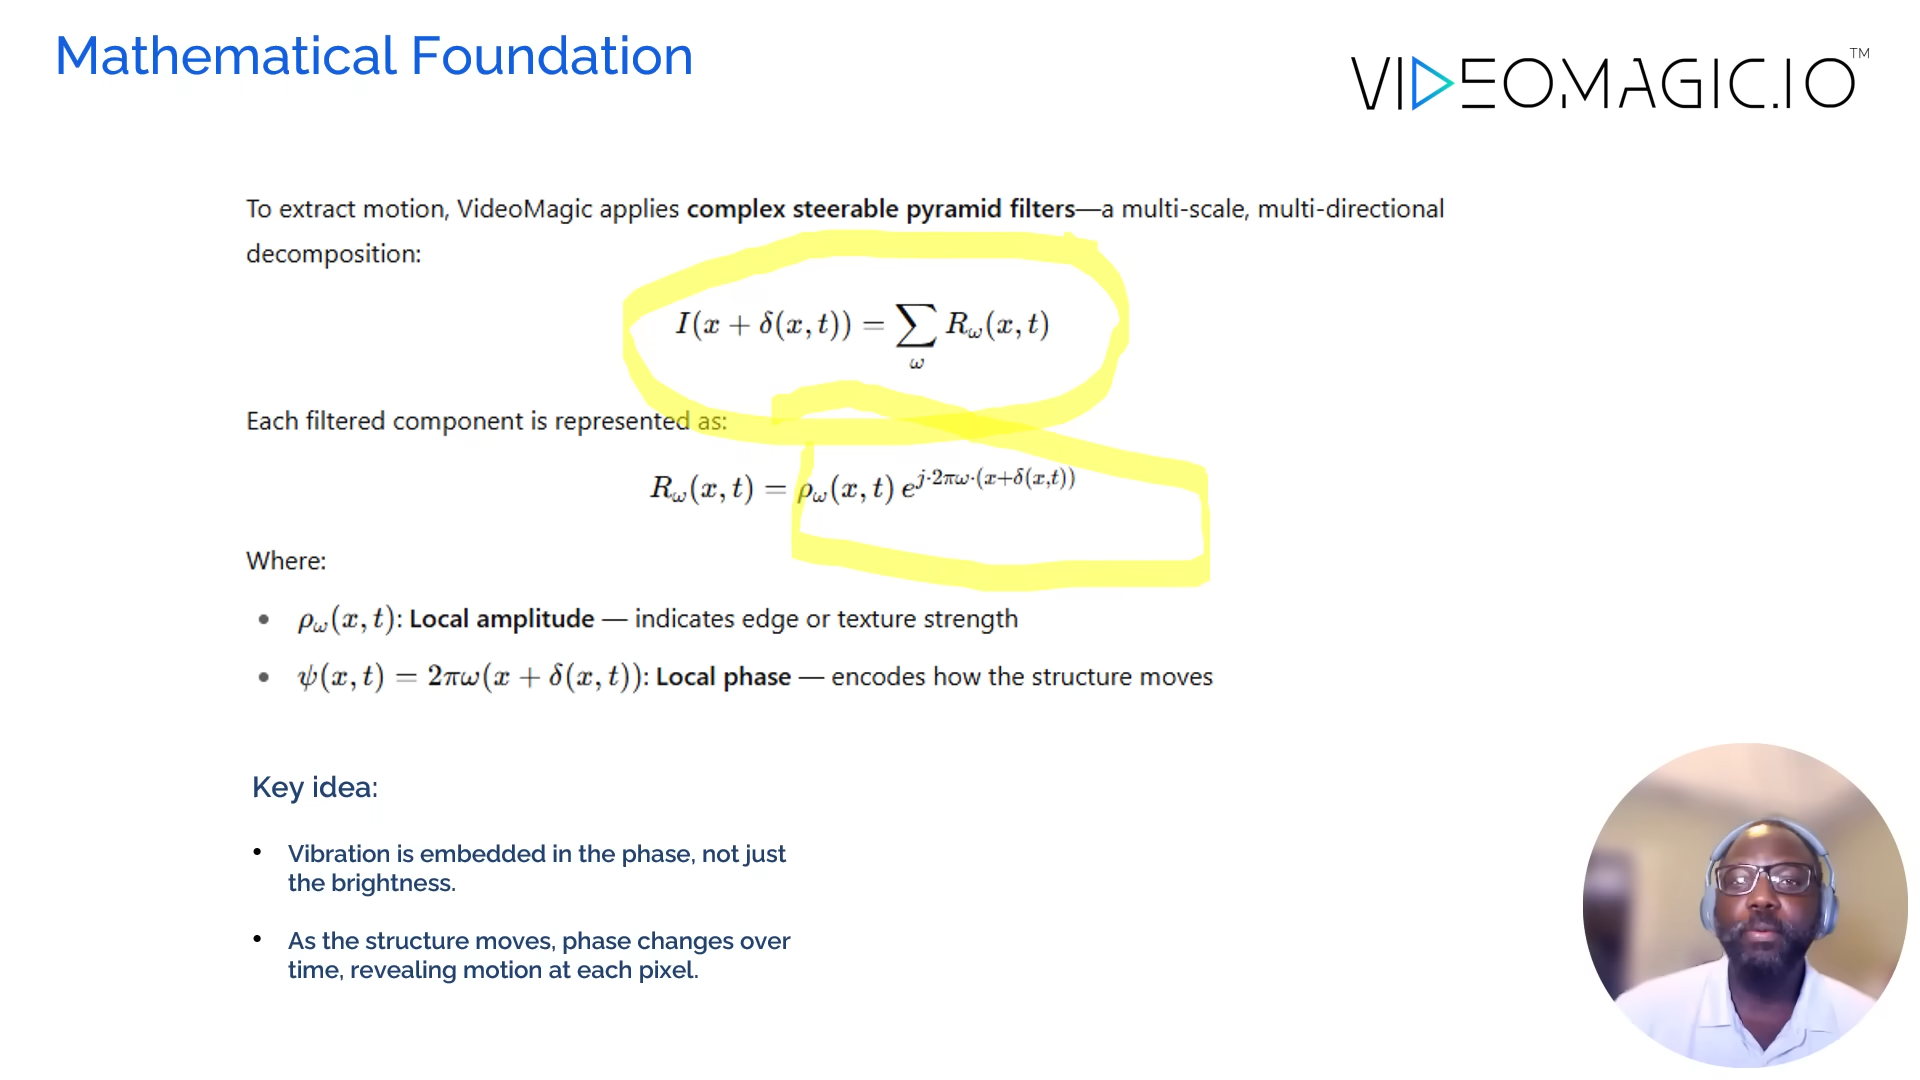 Mathematical Foundation
VIDEOMAGIC.IO™
To extract motion, VideoMagic applies complex steerable pyramid filters—a multi-scale, multi-directional
decomposition:
I(x + δ(x, t)) = ∑_ω R_ω(x, t)
Each filtered component is represented as:
R_ω(x, t) = ρ_ω(x, t) e^{j·2πω·(x+δ(x,t))}
Where:
• ρ_ω(x, t): Local amplitude — indicates edge or texture strength
• ψ(x, t) = 2πω(x + δ(x, t)): Local phase — encodes how the structure moves
Key idea:
• Vibration is embedded in the phase, not just
the brightness.
• As the structure moves, phase changes over
time, revealing motion at each pixel.